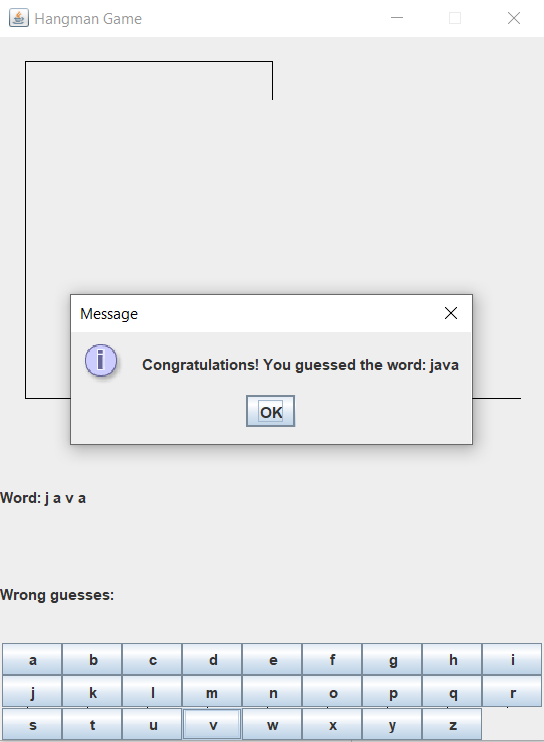 Hangman Game
Message
i
Congratulations! You guessed the word: java
OK
Word: j a v a
Wrong guesses:
a b c d e f g h i
j k l m n o p q r
s t u v w x y z